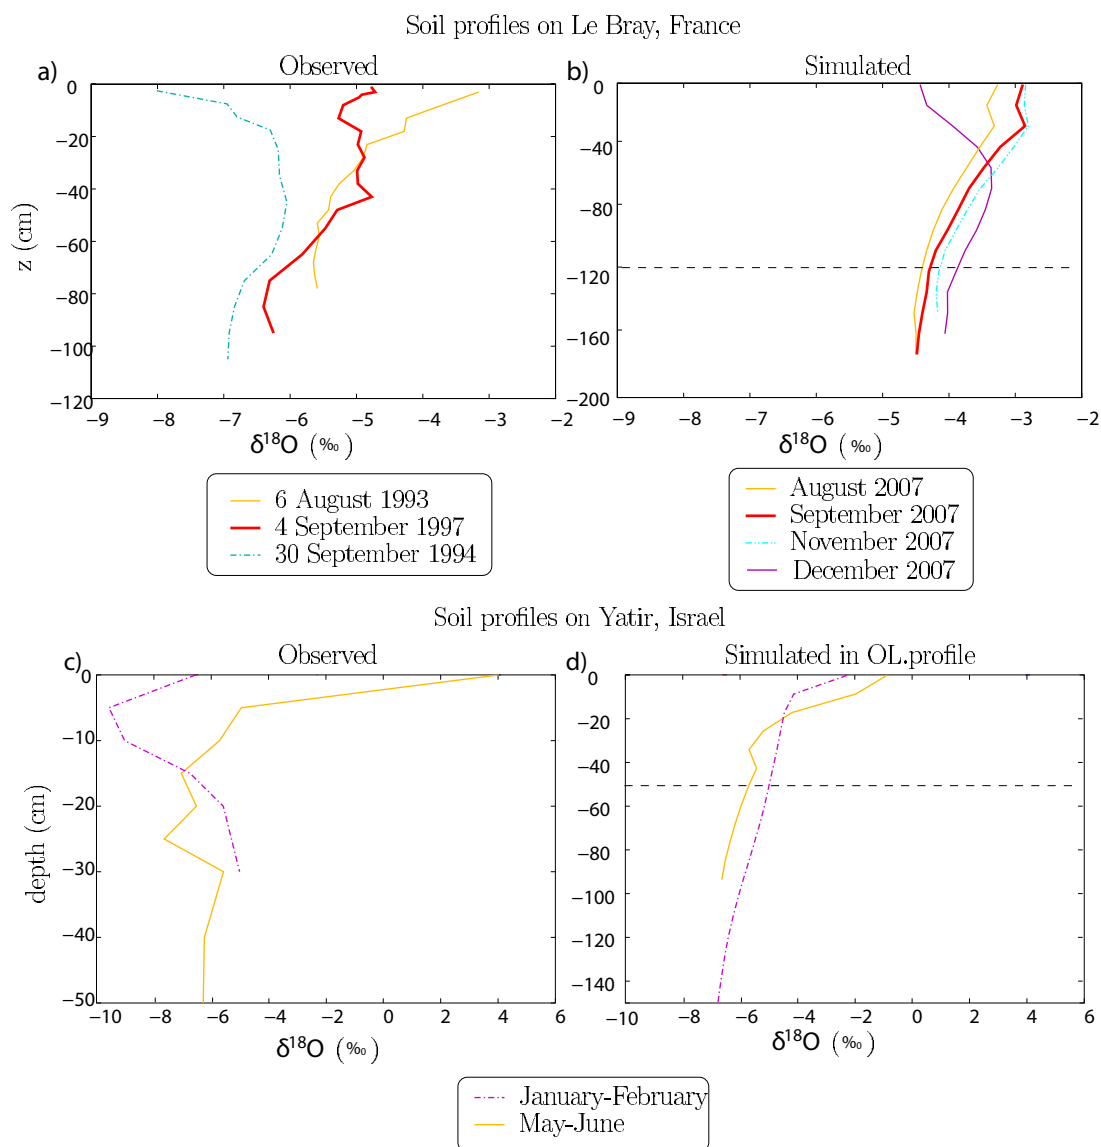 Soil profiles on Le Bray, France
a) Observed
0
−20
−40
−60
−80
−100
−120
z (cm)
−9 −8 −7 −6 −5 −4 −3 −2
δ¹⁸O (‰)
6 August 1993
4 September 1997
30 September 1994
b) Simulated
0
−40
−80
−120
−160
−200
−9 −8 −7 −6 −5 −4 −3 −2
δ¹⁸O (‰)
August 2007
September 2007
November 2007
December 2007
Soil profiles on Yatir, Israel
c) Observed
0
−10
−20
−30
−40
−50
depth (cm)
−10 −8 −6 −4 −2 0 2 4 6
δ¹⁸O (‰)
d) Simulated in OL.profile
0
−20
−40
−60
−80
−100
−120
−140
−10 −8 −6 −4 −2 0 2 4 6
δ¹⁸O (‰)
January-February
May-June